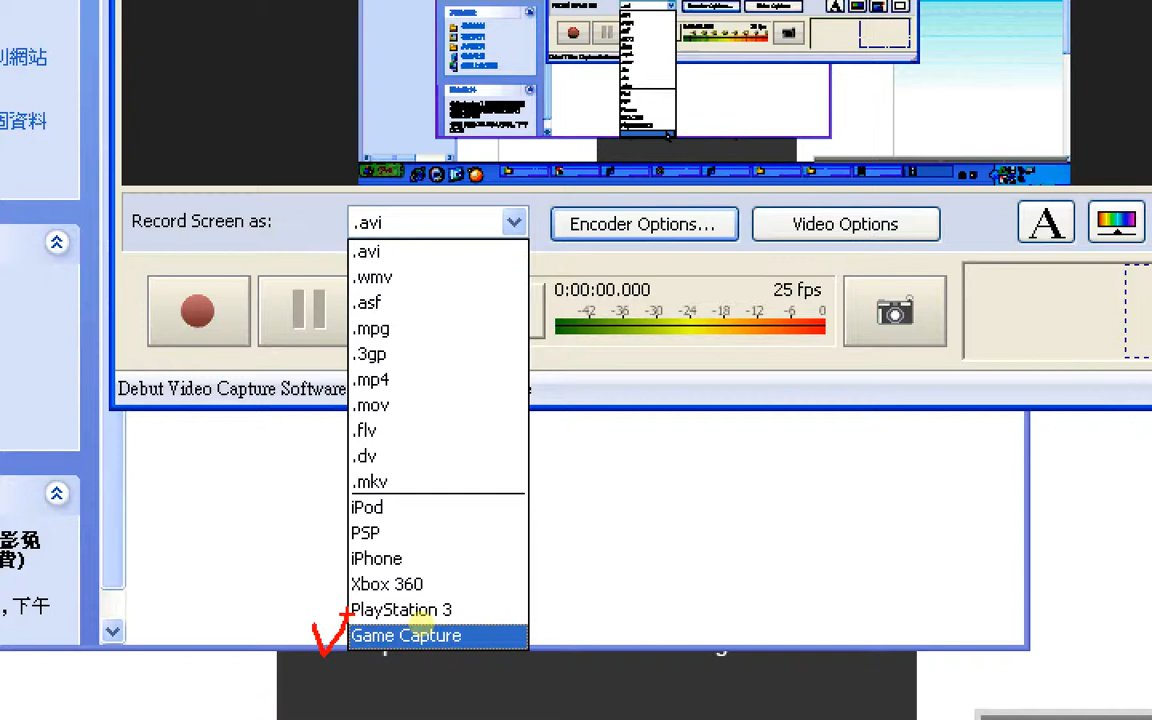 刂網站
固資料
Record Screen as:
.avi
Encoder Options...
Video Options
A
.avi
.wmv
.asf
.mpg
.3gp
.mp4
.mov
.flv
.dv
.mkv
iPod
PSP
iPhone
Xbox 360
PlayStation 3
Game Capture
0:00:00.000
25 fps
-42 -36 -30 -24 -18 -12 -6 0
Debut Video Capture Software
影兔
費)
, 下午